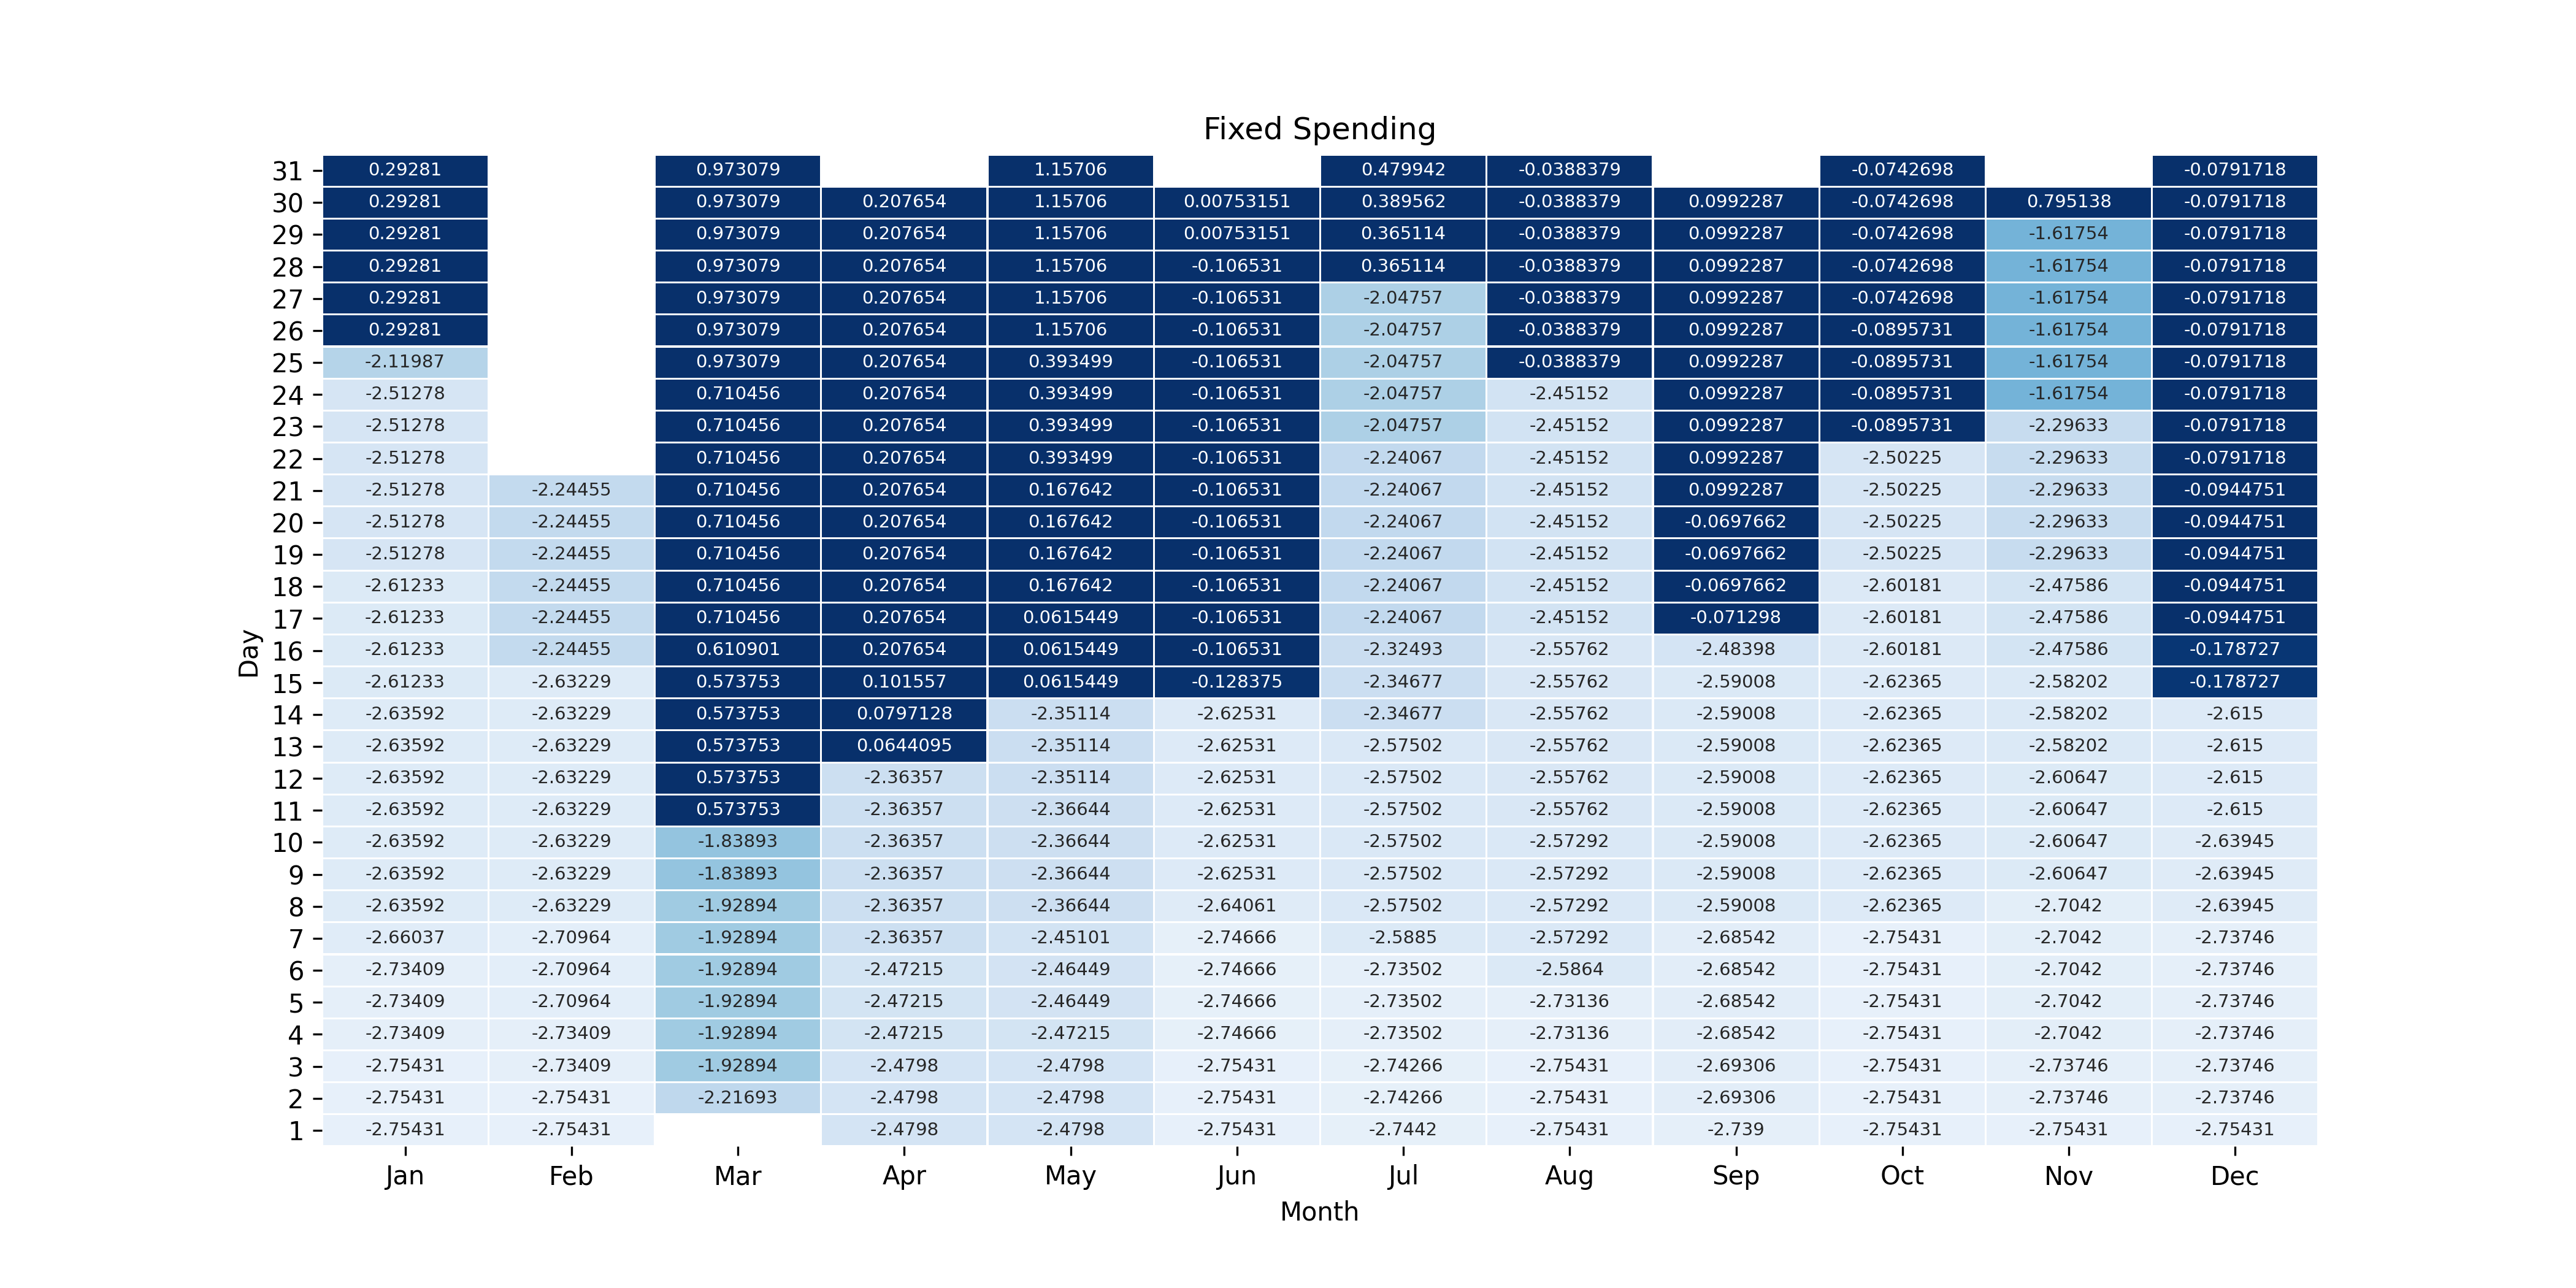 Fixed Spending
31 0.29281 0.973079 1.15706 0.479942 -0.0388379 -0.0742698 -0.0791718
30 0.29281 0.973079 0.207654 1.15706 0.00753151 0.389562 -0.0388379 0.0992287 -0.0742698 0.795138 -0.0791718
29 0.29281 0.973079 0.207654 1.15706 0.00753151 0.365114 -0.0388379 0.0992287 -0.0742698 -1.61754 -0.0791718
28 0.29281 0.973079 0.207654 1.15706 -0.106531 0.365114 -0.0388379 0.0992287 -0.0742698 -1.61754 -0.0791718
27 0.29281 0.973079 0.207654 1.15706 -0.106531 -2.04757 -0.0388379 0.0992287 -0.0742698 -1.61754 -0.0791718
26 0.29281 0.973079 0.207654 1.15706 -0.106531 -2.04757 -0.0388379 0.0992287 -0.0895731 -1.61754 -0.0791718
25 -2.11987 0.973079 0.207654 0.393499 -0.106531 -2.04757 -0.0388379 0.0992287 -0.0895731 -1.61754 -0.0791718
24 -2.51278 0.710456 0.207654 0.393499 -0.106531 -2.04757 -2.45152 0.0992287 -0.0895731 -1.61754 -0.0791718
23 -2.51278 0.710456 0.207654 0.393499 -0.106531 -2.04757 -2.45152 0.0992287 -0.0895731 -2.29633 -0.0791718
22 -2.51278 0.710456 0.207654 0.393499 -0.106531 -2.24067 -2.45152 0.0992287 -2.50225 -2.29633 -0.0791718
21 -2.51278 -2.24455 0.710456 0.207654 0.167642 -0.106531 -2.24067 -2.45152 0.0992287 -2.50225 -2.29633 -0.0944751
20 -2.51278 -2.24455 0.710456 0.207654 0.167642 -0.106531 -2.24067 -2.45152 -0.0697662 -2.50225 -2.29633 -0.0944751
19 -2.51278 -2.24455 0.710456 0.207654 0.167642 -0.106531 -2.24067 -2.45152 -0.0697662 -2.50225 -2.29633 -0.0944751
18 -2.61233 -2.24455 0.710456 0.207654 0.167642 -0.106531 -2.24067 -2.45152 -0.0697662 -2.60181 -2.47586 -0.0944751
17 -2.61233 -2.24455 0.710456 0.207654 0.0615449 -0.106531 -2.24067 -2.45152 -0.071298 -2.60181 -2.47586 -0.0944751
16 -2.61233 -2.24455 0.610901 0.207654 0.0615449 -0.106531 -2.32493 -2.55762 -2.48398 -2.60181 -2.47586 -0.178727
15 -2.61233 -2.63229 0.573753 0.101557 0.0615449 -0.128375 -2.34677 -2.55762 -2.59008 -2.62365 -2.58202 -0.178727
14 -2.63592 -2.63229 0.573753 0.0797128 -2.35114 -2.62531 -2.34677 -2.55762 -2.59008 -2.62365 -2.58202 -2.615
13 -2.63592 -2.63229 0.573753 0.0644095 -2.35114 -2.62531 -2.57502 -2.55762 -2.59008 -2.62365 -2.58202 -2.615
12 -2.63592 -2.63229 0.573753 -2.36357 -2.35114 -2.62531 -2.57502 -2.55762 -2.59008 -2.62365 -2.60647 -2.615
11 -2.63592 -2.63229 0.573753 -2.36357 -2.36644 -2.62531 -2.57502 -2.55762 -2.59008 -2.62365 -2.60647 -2.615
10 -2.63592 -2.63229 -1.83893 -2.36357 -2.36644 -2.62531 -2.57502 -2.57292 -2.59008 -2.62365 -2.60647 -2.63945
9 -2.63592 -2.63229 -1.83893 -2.36357 -2.36644 -2.62531 -2.57502 -2.57292 -2.59008 -2.62365 -2.60647 -2.63945
8 -2.63592 -2.63229 -1.92894 -2.36357 -2.36644 -2.64061 -2.57502 -2.57292 -2.59008 -2.62365 -2.7042 -2.63945
7 -2.66037 -2.70964 -1.92894 -2.36357 -2.45101 -2.74666 -2.5885 -2.57292 -2.68542 -2.75431 -2.7042 -2.73746
6 -2.73409 -2.70964 -1.92894 -2.47215 -2.46449 -2.74666 -2.73502 -2.5864 -2.68542 -2.75431 -2.7042 -2.73746
5 -2.73409 -2.70964 -1.92894 -2.47215 -2.46449 -2.74666 -2.73502 -2.73136 -2.68542 -2.75431 -2.7042 -2.73746
4 -2.73409 -2.73409 -1.92894 -2.47215 -2.47215 -2.74666 -2.73502 -2.73136 -2.68542 -2.75431 -2.7042 -2.73746
3 -2.75431 -2.73409 -1.92894 -2.4798 -2.4798 -2.75431 -2.74266 -2.75431 -2.69306 -2.75431 -2.73746 -2.73746
2 -2.75431 -2.75431 -2.21693 -2.4798 -2.4798 -2.75431 -2.74266 -2.75431 -2.69306 -2.75431 -2.73746 -2.73746
1 -2.75431 -2.75431 -2.4798 -2.4798 -2.75431 -2.7442 -2.75431 -2.739 -2.75431 -2.75431 -2.75431
Day
Jan Feb Mar Apr May Jun Jul Aug Sep Oct Nov Dec
Month